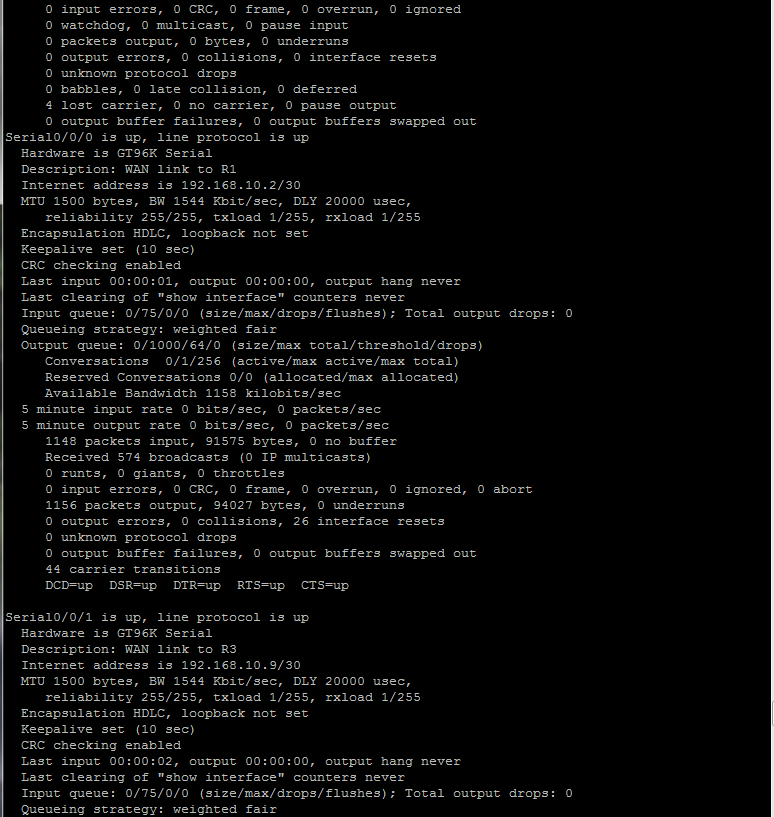 0 input errors, 0 CRC, 0 frame, 0 overrun, 0 ignored
0 watchdog, 0 multicast, 0 pause input
0 packets output, 0 bytes, 0 underruns
0 output errors, 0 collisions, 0 interface resets
0 unknown protocol drops
0 babbles, 0 late collision, 0 deferred
4 lost carrier, 0 no carrier, 0 pause output
0 output buffer failures, 0 output buffers swapped out
Serial0/0/0 is up, line protocol is up
Hardware is GT96K Serial
Description: WAN link to R1
Internet address is 192.168.10.2/30
MTU 1500 bytes, BW 1544 Kbit/sec, DLY 20000 usec,
reliability 255/255, txload 1/255, rxload 1/255
Encapsulation HDLC, loopback not set
Keepalive set (10 sec)
CRC checking enabled
Last input 00:00:01, output 00:00:00, output hang never
Last clearing of "show interface" counters never
Input queue: 0/75/0/0 (size/max/drops/flushes); Total output drops: 0
Queueing strategy: weighted fair
Output queue: 0/1000/64/0 (size/max total/threshold/drops)
Conversations  0/1/256 (active/max active/max total)
Reserved Conversations 0/0 (allocated/max allocated)
Available Bandwidth 1158 kilobits/sec
5 minute input rate 0 bits/sec, 0 packets/sec
5 minute output rate 0 bits/sec, 0 packets/sec
1148 packets input, 91575 bytes, 0 no buffer
Received 574 broadcasts (0 IP multicasts)
0 runts, 0 giants, 0 throttles
0 input errors, 0 CRC, 0 frame, 0 overrun, 0 ignored, 0 abort
1156 packets output, 94027 bytes, 0 underruns
0 output errors, 0 collisions, 26 interface resets
0 unknown protocol drops
0 output buffer failures, 0 output buffers swapped out
44 carrier transitions
DCD=up  DSR=up  DTR=up  RTS=up  CTS=up
Serial0/0/1 is up, line protocol is up
Hardware is GT96K Serial
Description: WAN link to R3
Internet address is 192.168.10.9/30
MTU 1500 bytes, BW 1544 Kbit/sec, DLY 20000 usec,
reliability 255/255, txload 1/255, rxload 1/255
Encapsulation HDLC, loopback not set
Keepalive set (10 sec)
CRC checking enabled
Last input 00:00:02, output 00:00:00, output hang never
Last clearing of "show interface" counters never
Input queue: 0/75/0/0 (size/max/drops/flushes); Total output drops: 0
Queueing strategy: weighted fair